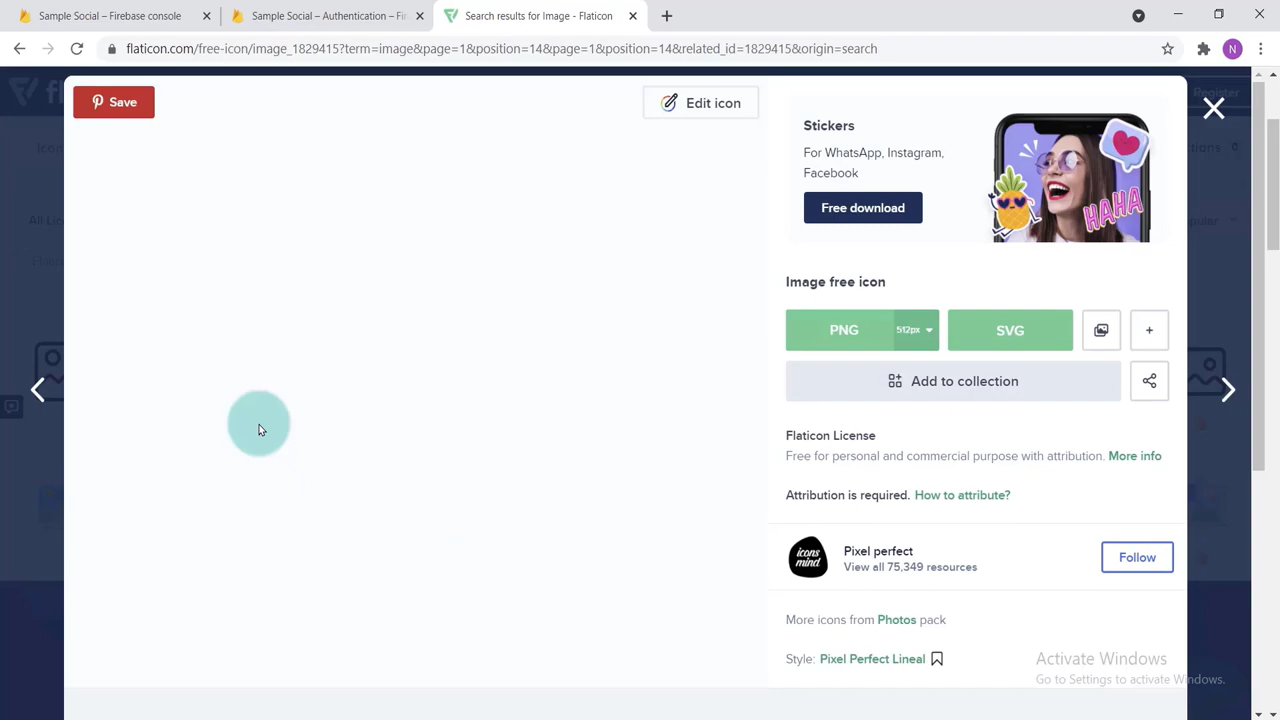 Sample Social – Firebase console
Sample Social – Authentication – Fi
Search results for Image - Flaticon
flaticon.com/free-icon/image_1829415?term=image&page=1&position=14&page=1&position=14&related_id=1829415&origin=search
N
Save
Edit icon
Register
Stickers
For WhatsApp, Instagram,
Facebook
Free download
HAHA
Image free icon
PNG
512px
SVG
+
Add to collection
Flaticon License
Free for personal and commercial purpose with attribution. More info
Attribution is required. How to attribute?
icons
mind
Pixel perfect
View all 75,349 resources
Follow
More icons from Photos pack
Style: Pixel Perfect Lineal
Activate Windows
Go to Settings to activate Windows.